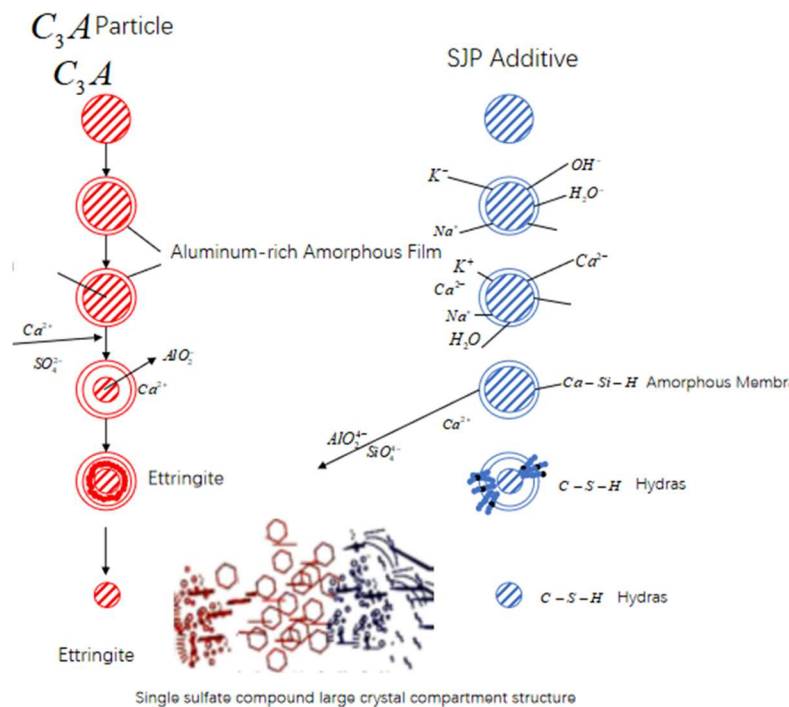 C₃A Particle
C₃A
SJP Additive
K⁻
OH⁻
H₂O⁻
Na⁺
Aluminum-rich Amorphous Film
K⁺
Ca²⁻
Ca²⁻
Na⁺
H₂O
Ca²⁺
SO₄²⁻
AlO₂⁻
Ca²⁺
Ca-Si-H Amorphous Membra
Ca²⁺
AlO₂⁴⁻
SiO₄⁴⁻
Ettringite
C-S-H Hydras
C-S-H Hydras
Ettringite
Single sulfate compound large crystal compartment structure